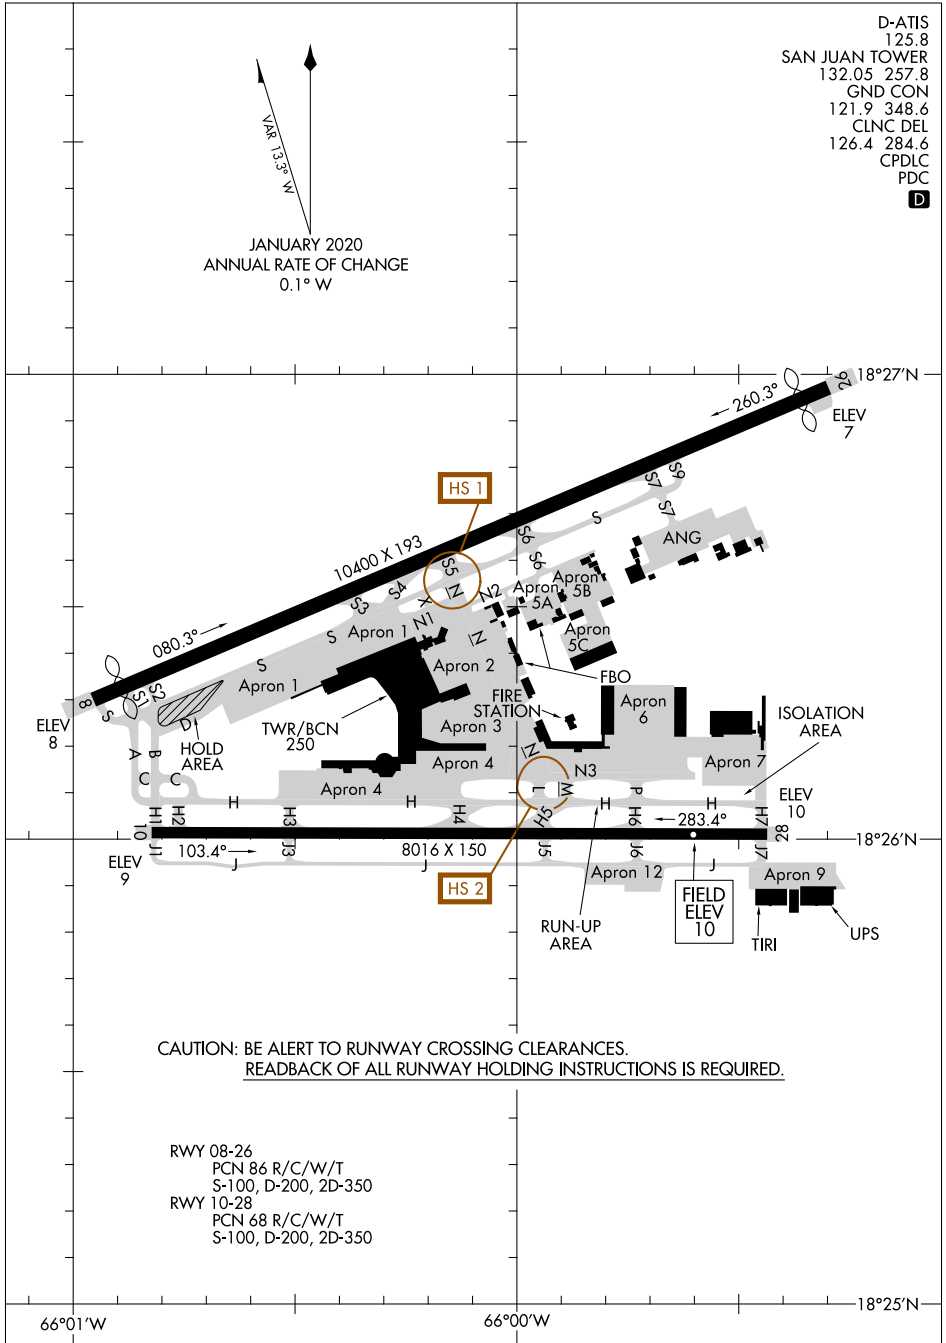 D-ATIS
125.8
SAN JUAN TOWER
132.05 257.8
GND CON
121.9 348.6
CLNC DEL
126.4 284.6
CPDLC
PDC
D
VAR 13.3° W
JANUARY 2020
ANNUAL RATE OF CHANGE
0.1° W
18°27'N
26
260.3°
ELEV
7
HS 1
S9
S7
S7
S
S6
S6
ANG
10400 X 193
S5
S4
S3
N
X
N1
N2
N
Apron
5A
Apron
5B
Apron
5C
080.3°
S
S
Apron 1
Apron 1
Apron 2
FBO
FIRE
STATION
Apron
6
ISOLATION
AREA
8
S
S1
S2
D
ELEV
8
HOLD
AREA
TWR/BCN
250
Apron 3
Apron 4
Apron 4
N
N3
Apron 7
A
B
C
C
H
H
L
M
H
P
H
ELEV
10
H1
H2
H3
H4
H5
H6
H7
283.4°
10
28
18°26'N
J1
J3
J5
J6
J7
103.4°
8016 X 150
ELEV
9
J
J
J
Apron 12
Apron 9
HS 2
RUN-UP
AREA
FIELD
ELEV
10
TIRI
UPS
CAUTION: BE ALERT TO RUNWAY CROSSING CLEARANCES.
READBACK OF ALL RUNWAY HOLDING INSTRUCTIONS IS REQUIRED.
RWY 08-26
PCN 86 R/C/W/T
S-100, D-200, 2D-350
RWY 10-28
PCN 68 R/C/W/T
S-100, D-200, 2D-350
18°25'N
66°01'W
66°00'W